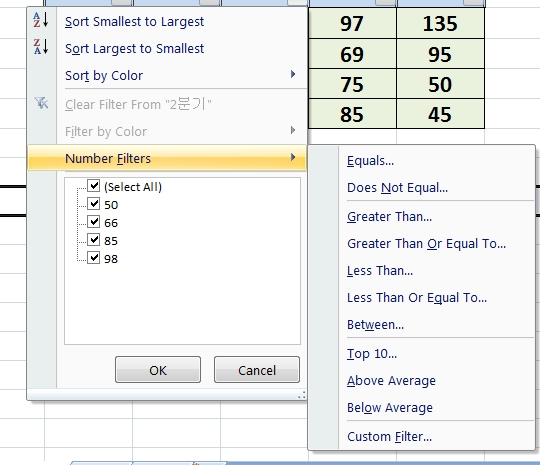 97 135
69 95
75 50
85 45
A
Z
Sort Smallest to Largest
Z
A
Sort Largest to Smallest
Sort by Color
Clear Filter From "2분기"
Filter by Color
Number Filters
(Select All)
50
66
85
98
OK Cancel
Equals...
Does Not Equal...
Greater Than...
Greater Than Or Equal To...
Less Than...
Less Than Or Equal To...
Between...
Top 10...
Above Average
Below Average
Custom Filter...